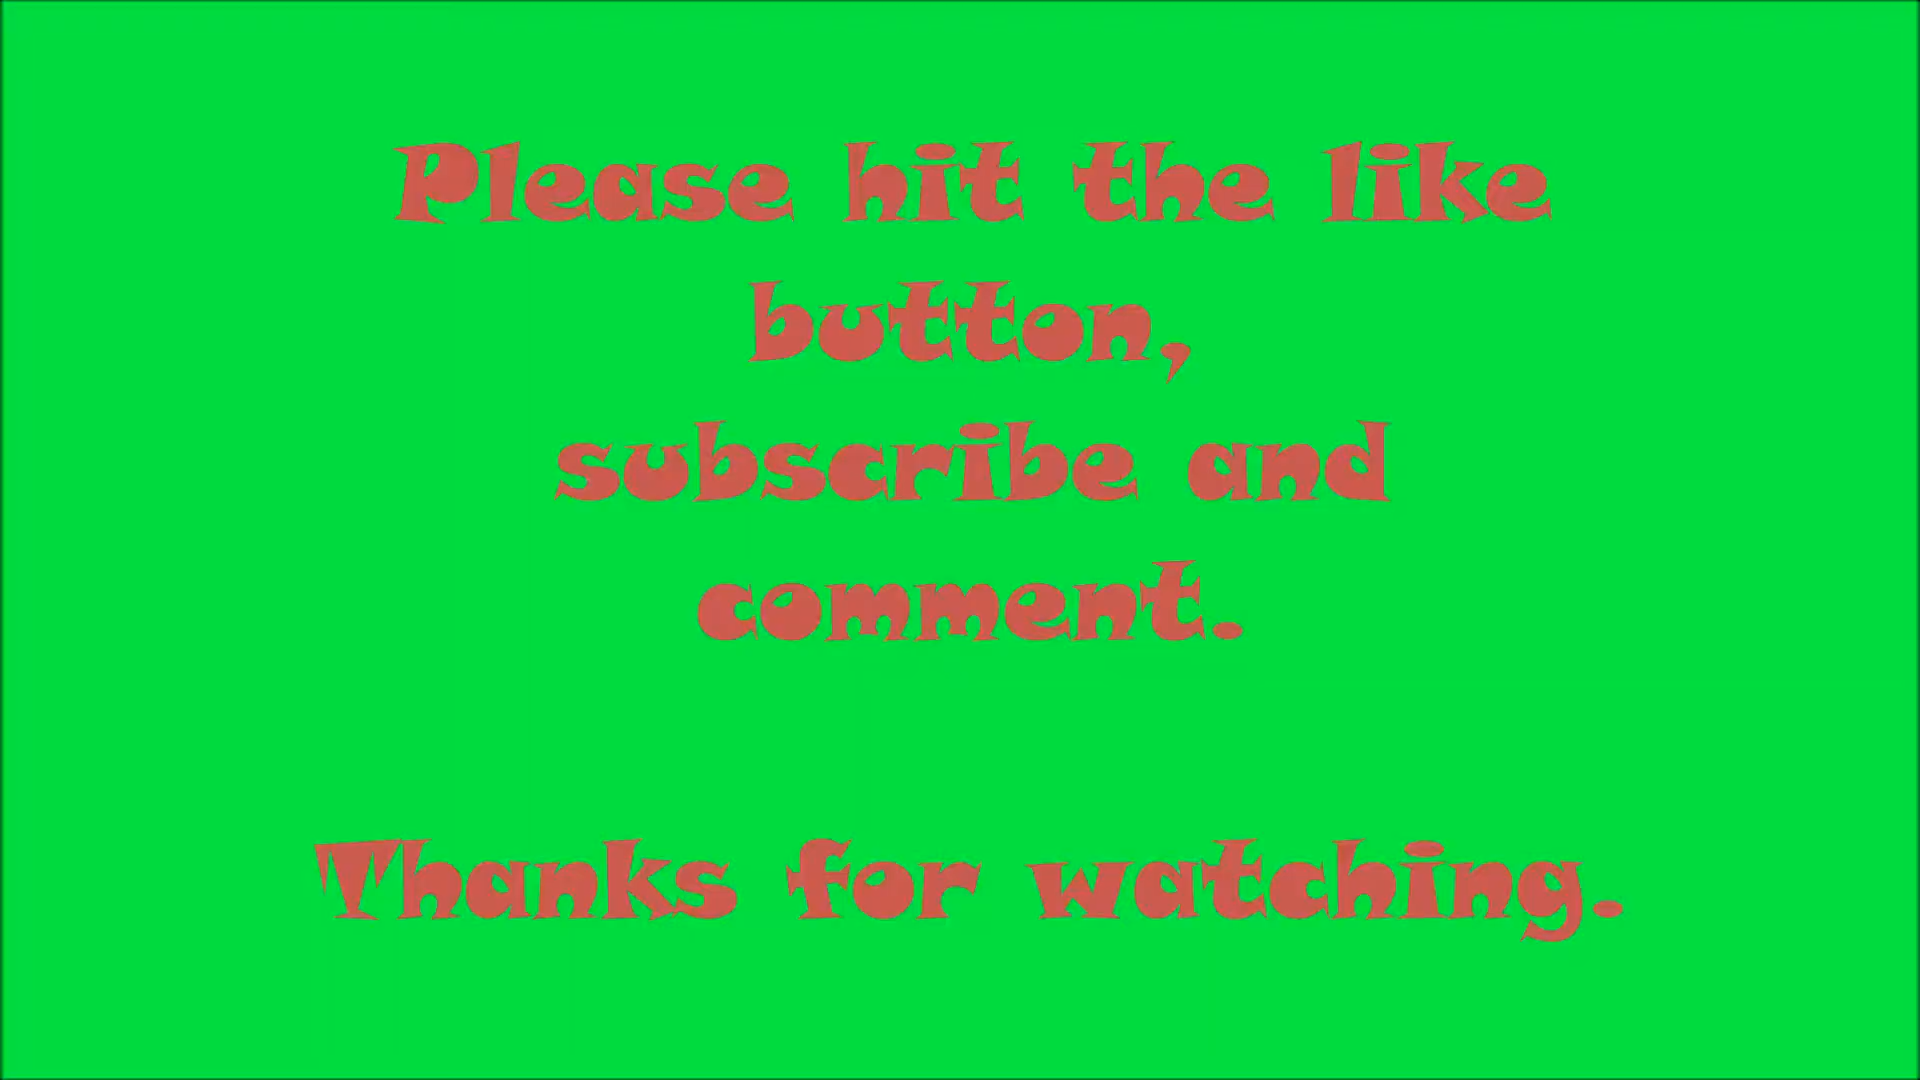 Please hit the like
button,
subscribe and
comment.
Thanks for watching.